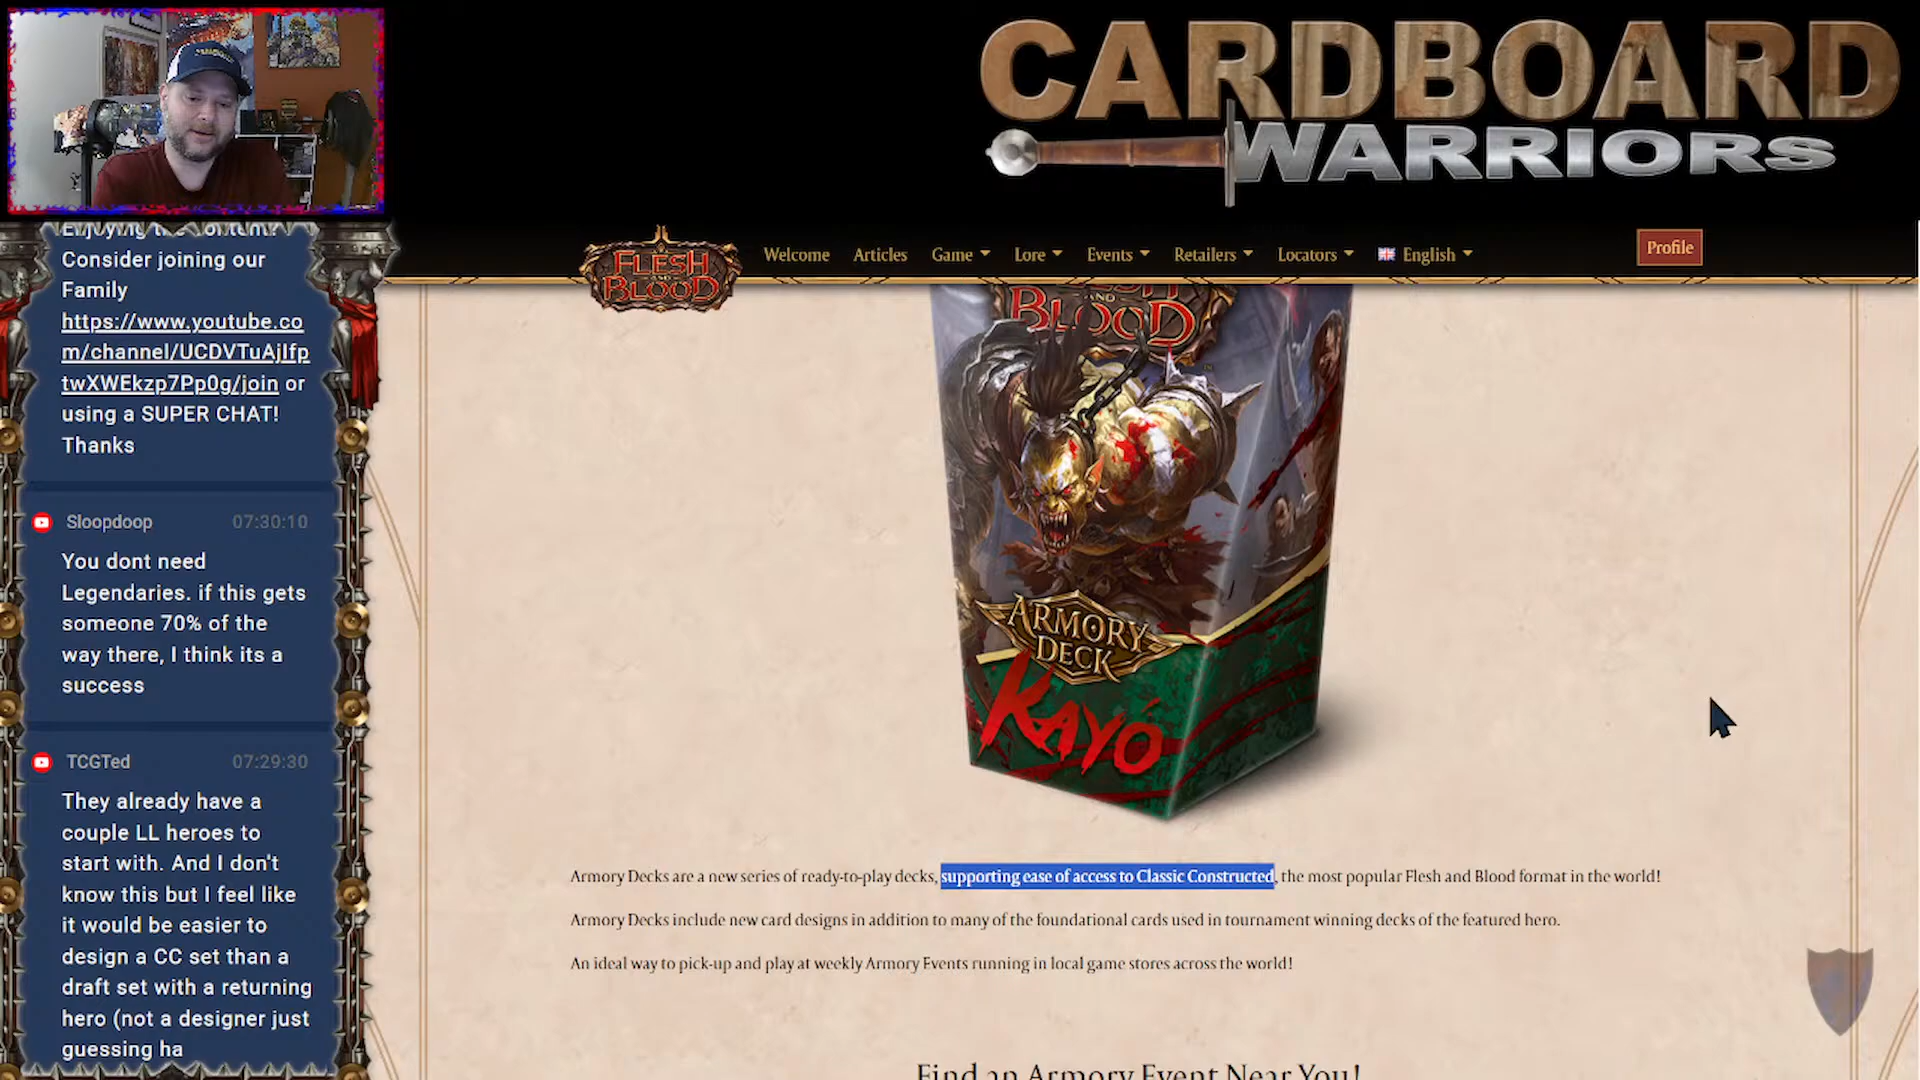 CARDBOARD
WARRIORS
Enjoying the content?
Consider joining our
Family
https://www.youtube.co
m/channel/UCDVTuAjIfp
twXWEkzp7Pp0g/join or
using a SUPER CHAT!
Thanks
Sloopdoop 07:30:10
You dont need
Legendaries. if this gets
someone 70% of the
way there, I think its a
success
TCGTed 07:29:30
They already have a
couple LL heroes to
start with. And I don't
know this but I feel like
it would be easier to
design a CC set than a
draft set with a returning
hero (not a designer just
guessing ha
FLESH
AND
BLOOD
Welcome Articles Game Lore Events Retailers Locators English Profile
FLESH
AND
BLOOD
ARMORY
DECK
KAYO
Armory Decks are a new series of ready-to-play decks, supporting ease of access to Classic Constructed, the most popular Flesh and Blood format in the world!
Armory Decks include new card designs in addition to many of the foundational cards used in tournament winning decks of the featured hero.
An ideal way to pick-up and play at weekly Armory Events running in local game stores across the world!
Find an Armory Event Near You!